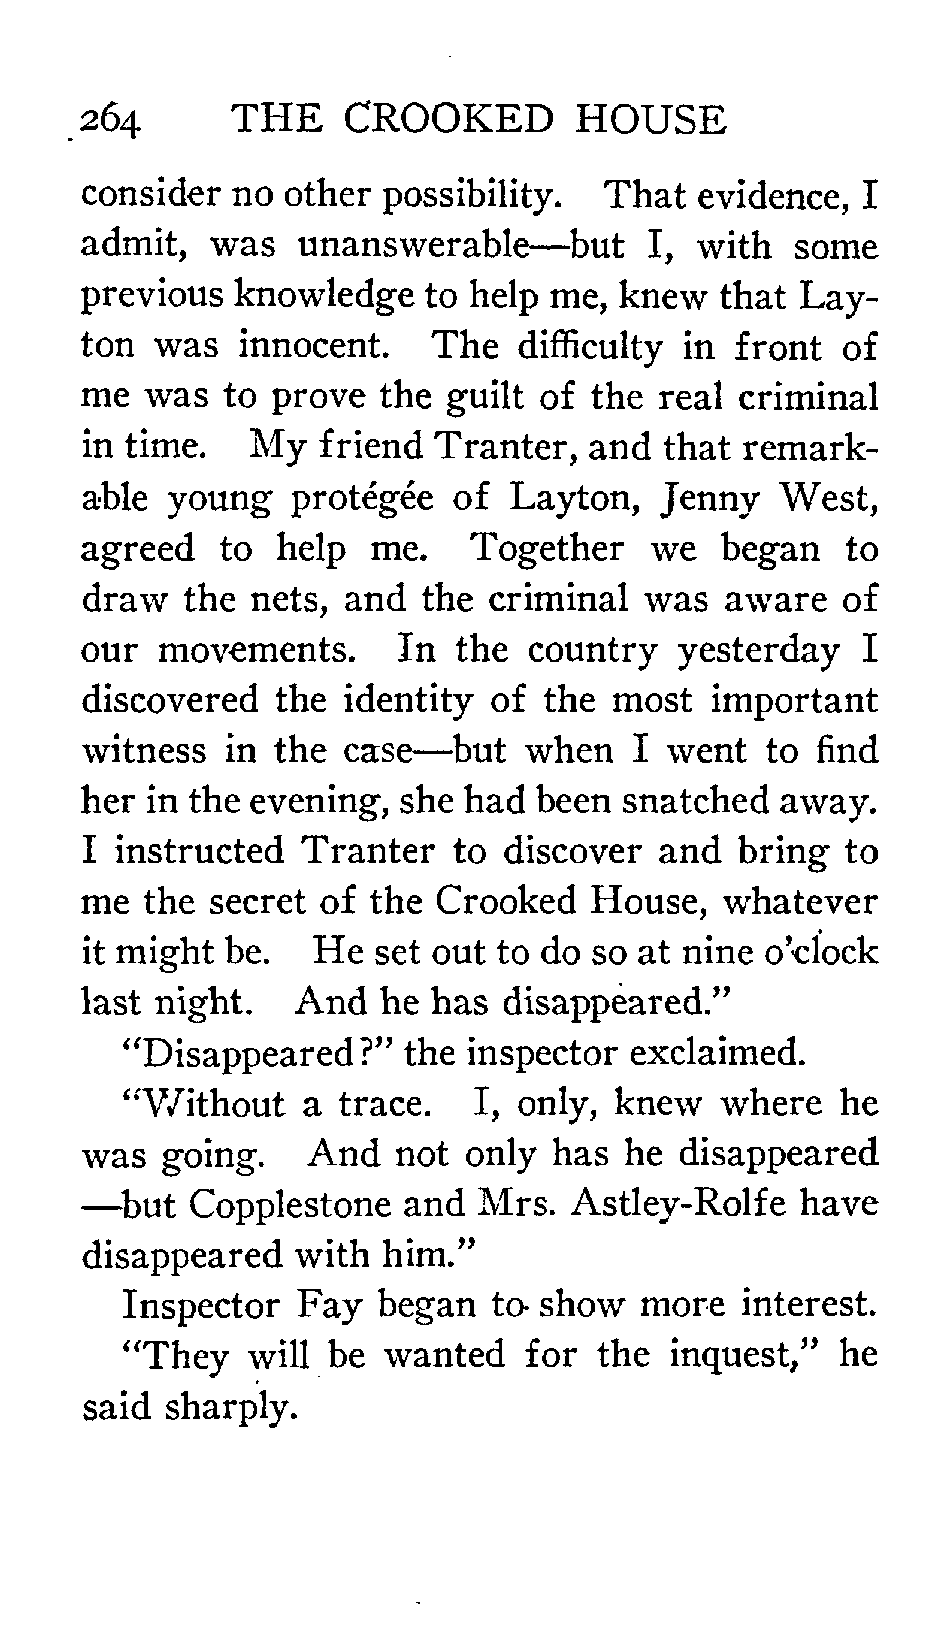 264 THE CROOKED HOUSE
consider no other possibility. That evidence, I
admit, was unanswerable—but I, with some
previous knowledge to help me, knew that Lay-
ton was innocent. The difficulty in front of
me was to prove the guilt of the real criminal
in time. My friend Tranter, and that remark-
able young protégée of Layton, Jenny West,
agreed to help me. Together we began to
draw the nets, and the criminal was aware of
our movements. In the country yesterday I
discovered the identity of the most important
witness in the case—but when I went to find
her in the evening, she had been snatched away.
I instructed Tranter to discover and bring to
me the secret of the Crooked House, whatever
it might be. He set out to do so at nine o'clock
last night. And he has disappeared."
"Disappeared?" the inspector exclaimed.
"Without a trace. I, only, knew where he
was going. And not only has he disappeared
—but Copplestone and Mrs. Astley-Rolfe have
disappeared with him."
Inspector Fay began to show more interest.
"They will be wanted for the inquest," he
said sharply.